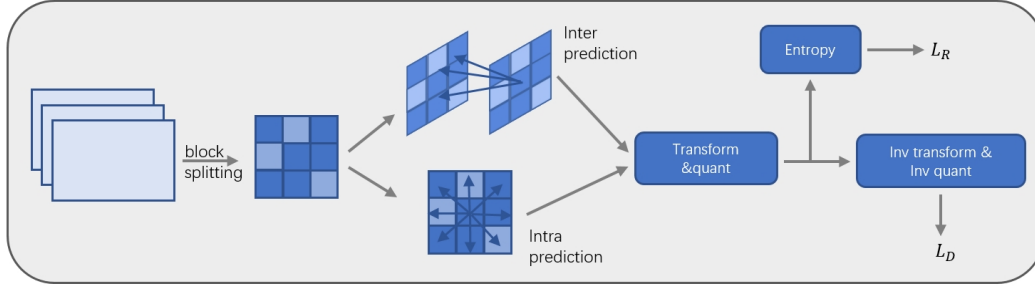 block
splitting
Inter
prediction
Intra
prediction
Transform
&quant
Entropy
L_R
Inv transform &
Inv quant
L_D